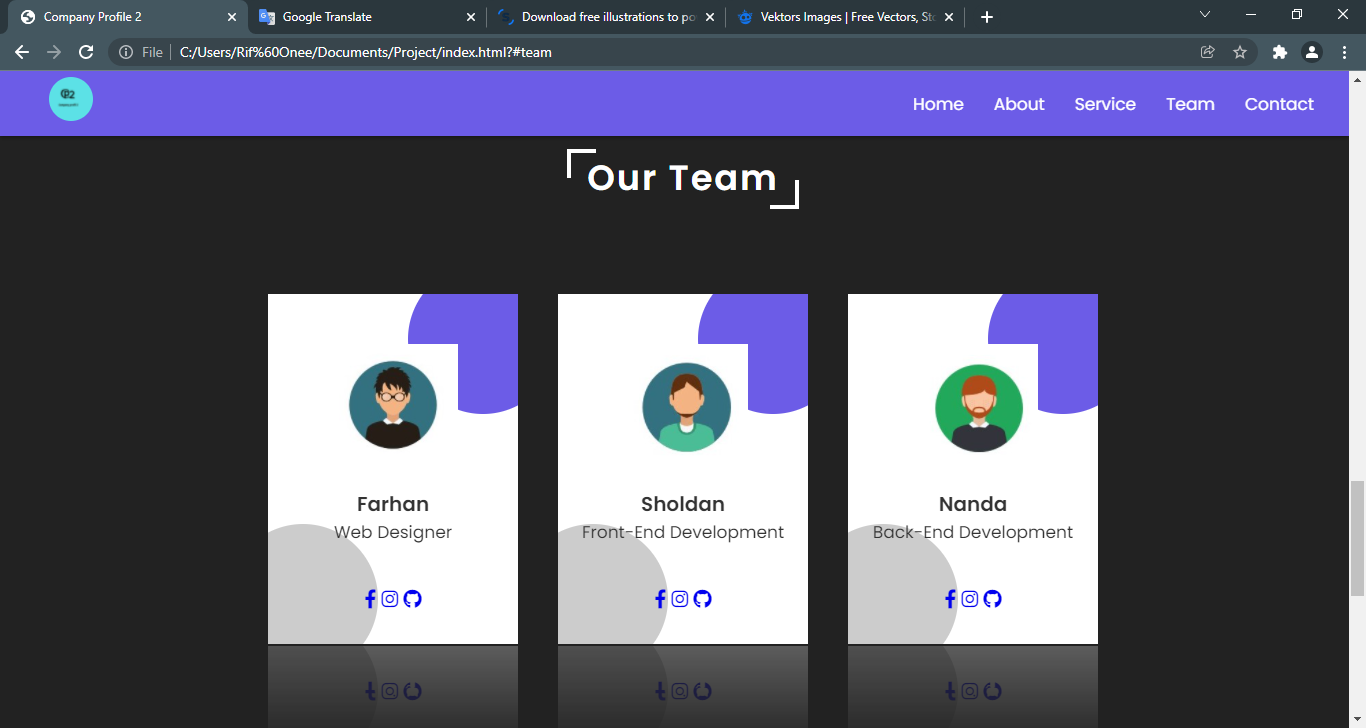 Company Profile 2
Google Translate
Download free illustrations to po
Vektors Images | Free Vectors, Sto
File
C:/Users/Rif%60Onee/Documents/Project/index.html?#team
Home About Service Team Contact
Our Team
Farhan
Web Designer
Sholdan
Front-End Development
Nanda
Back-End Development